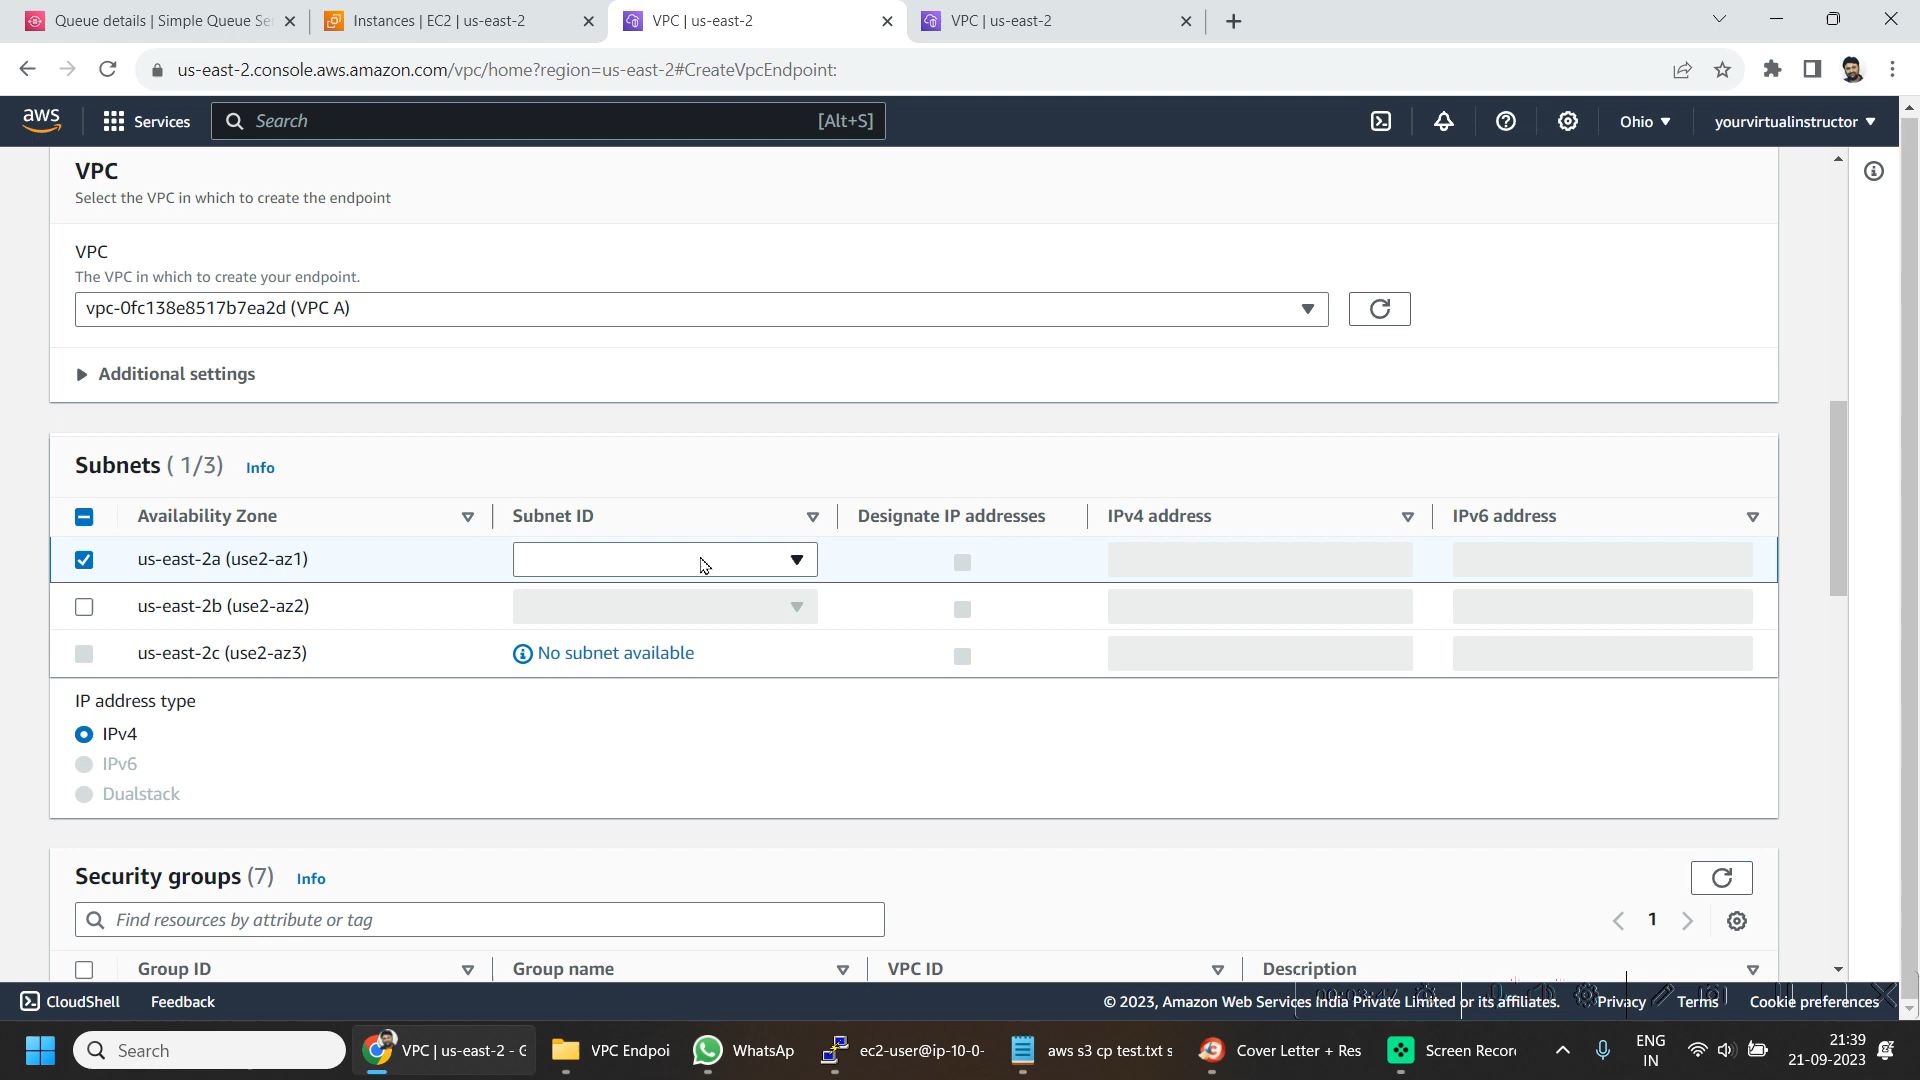 Queue details | Simple Queue Se
Instances | EC2 | us-east-2
VPC | us-east-2
VPC | us-east-2
us-east-2.console.aws.amazon.com/vpc/home?region=us-east-2#CreateVpcEndpoint:
aws
Services
Search
[Alt+S]
Ohio
yourvirtualinstructor
VPC
Select the VPC in which to create the endpoint
VPC
The VPC in which to create your endpoint.
vpc-0fc138e8517b7ea2d (VPC A)
Additional settings
Subnets ( 1/3) Info
Availability Zone
Subnet ID
Designate IP addresses
IPv4 address
IPv6 address
us-east-2a (use2-az1)
us-east-2b (use2-az2)
us-east-2c (use2-az3)
No subnet available
IP address type
IPv4
IPv6
Dualstack
Security groups (7) Info
Find resources by attribute or tag
1
Group ID
Group name
VPC ID
Description
CloudShell
Feedback
© 2023, Amazon Web Services India Private Limited or its affiliates.
Privacy
Terms
Cookie preferences
Search
VPC | us-east-2 - G
VPC Endpoi
WhatsAp
ec2-user@ip-10-0-
aws s3 cp test.txt s
Cover Letter + Res
Screen Recor
ENG
IN
21:39
21-09-2023